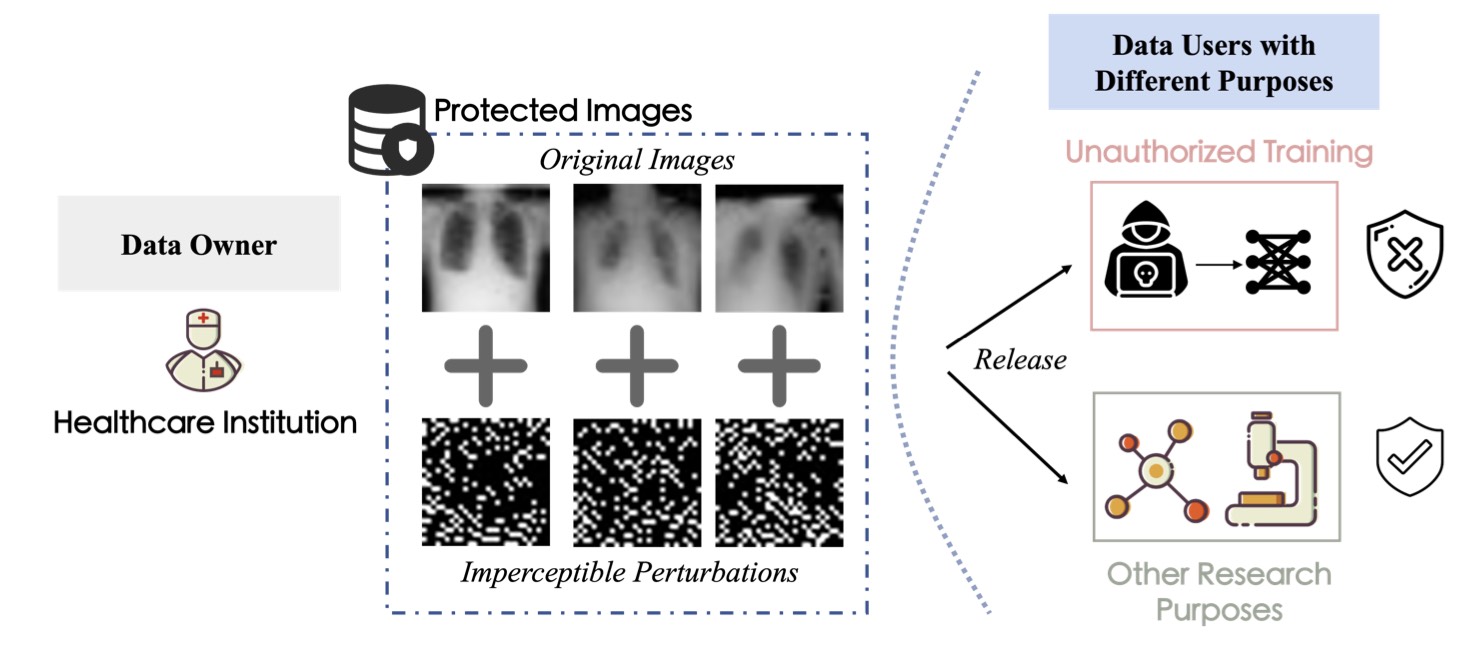 Data Owner
Healthcare Institution
Protected Images
Original Images
Imperceptible Perturbations
Release
Data Users with
Different Purposes
Unauthorized Training
Other Research
Purposes